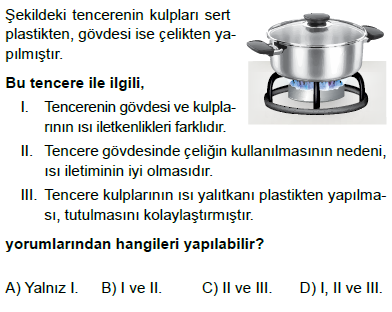 Şekildeki tencerenin kulpları sert
plastikten, gövdesi ise çelikten ya-
pılmıştır.
Bu tencere ile ilgili,
I. Tencerenin gövdesi ve kulpla-
rının ısı iletkenlikleri farklıdır.
II. Tencere gövdesinde çeliğin kullanılmasının nedeni,
ısı iletiminin iyi olmasıdır.
III. Tencere kulplarının ısı yalıtkanı plastikten yapılma-
sı, tutulmasını kolaylaştırmıştır.
yorumlarından hangileri yapılabilir?
A) Yalnız I. B) I ve II. C) II ve III. D) I, II ve III.